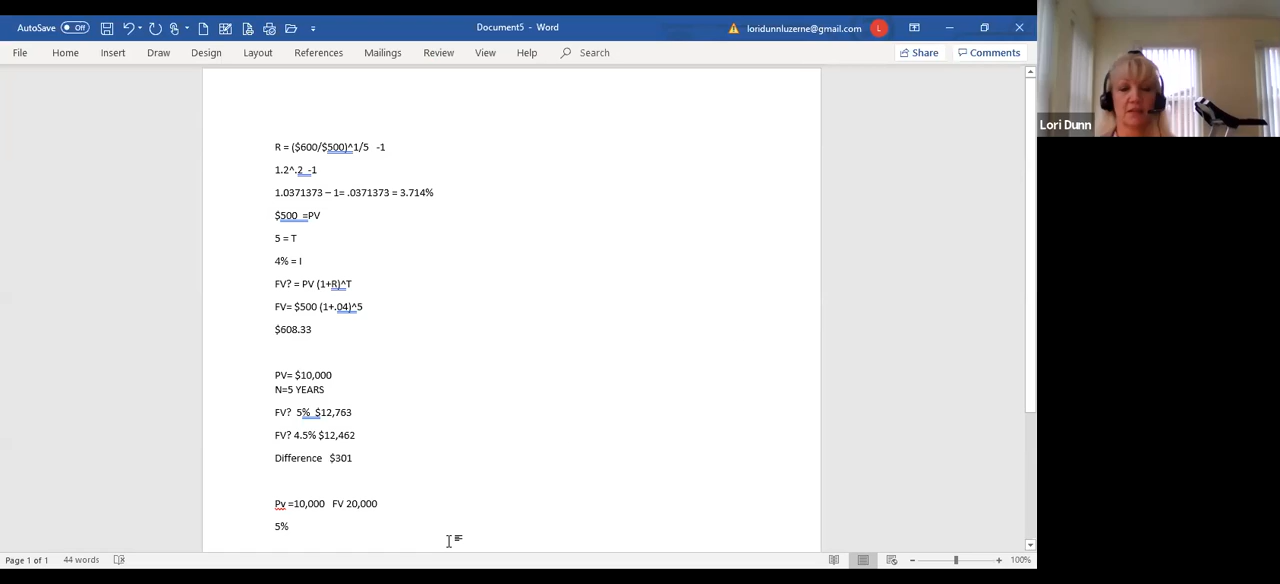 AutoSave Off Document5 - Word loridunnluzerne@gmail.com L
File Home Insert Draw Design Layout References Mailings Review View Help Search Share Comments
Lori Dunn
R = ($600/$500)^1/5 -1
1.2^.2 -1
1.0371373 – 1= .0371373 = 3.714%
$500 =PV
5 = T
4% = I
FV? = PV (1+R)^T
FV= $500 (1+.04)^5
$608.33
PV= $10,000
N=5 YEARS
FV? 5% $12,763
FV? 4.5% $12,462
Difference $301
Pv =10,000 FV 20,000
5%
Page 1 of 1 44 words 100%